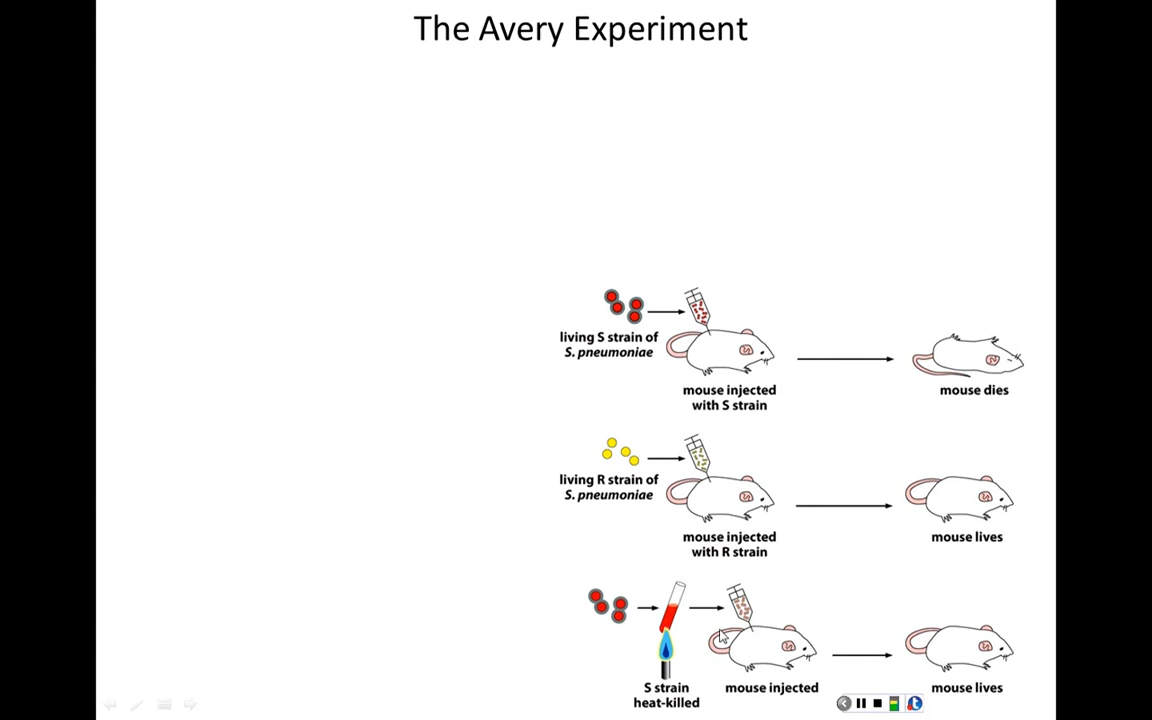 The Avery Experiment
living S strain of
S. pneumoniae
mouse injected
with S strain
mouse dies
living R strain of
S. pneumoniae
mouse injected
with R strain
mouse lives
S strain
heat-killed
mouse injected
mouse lives